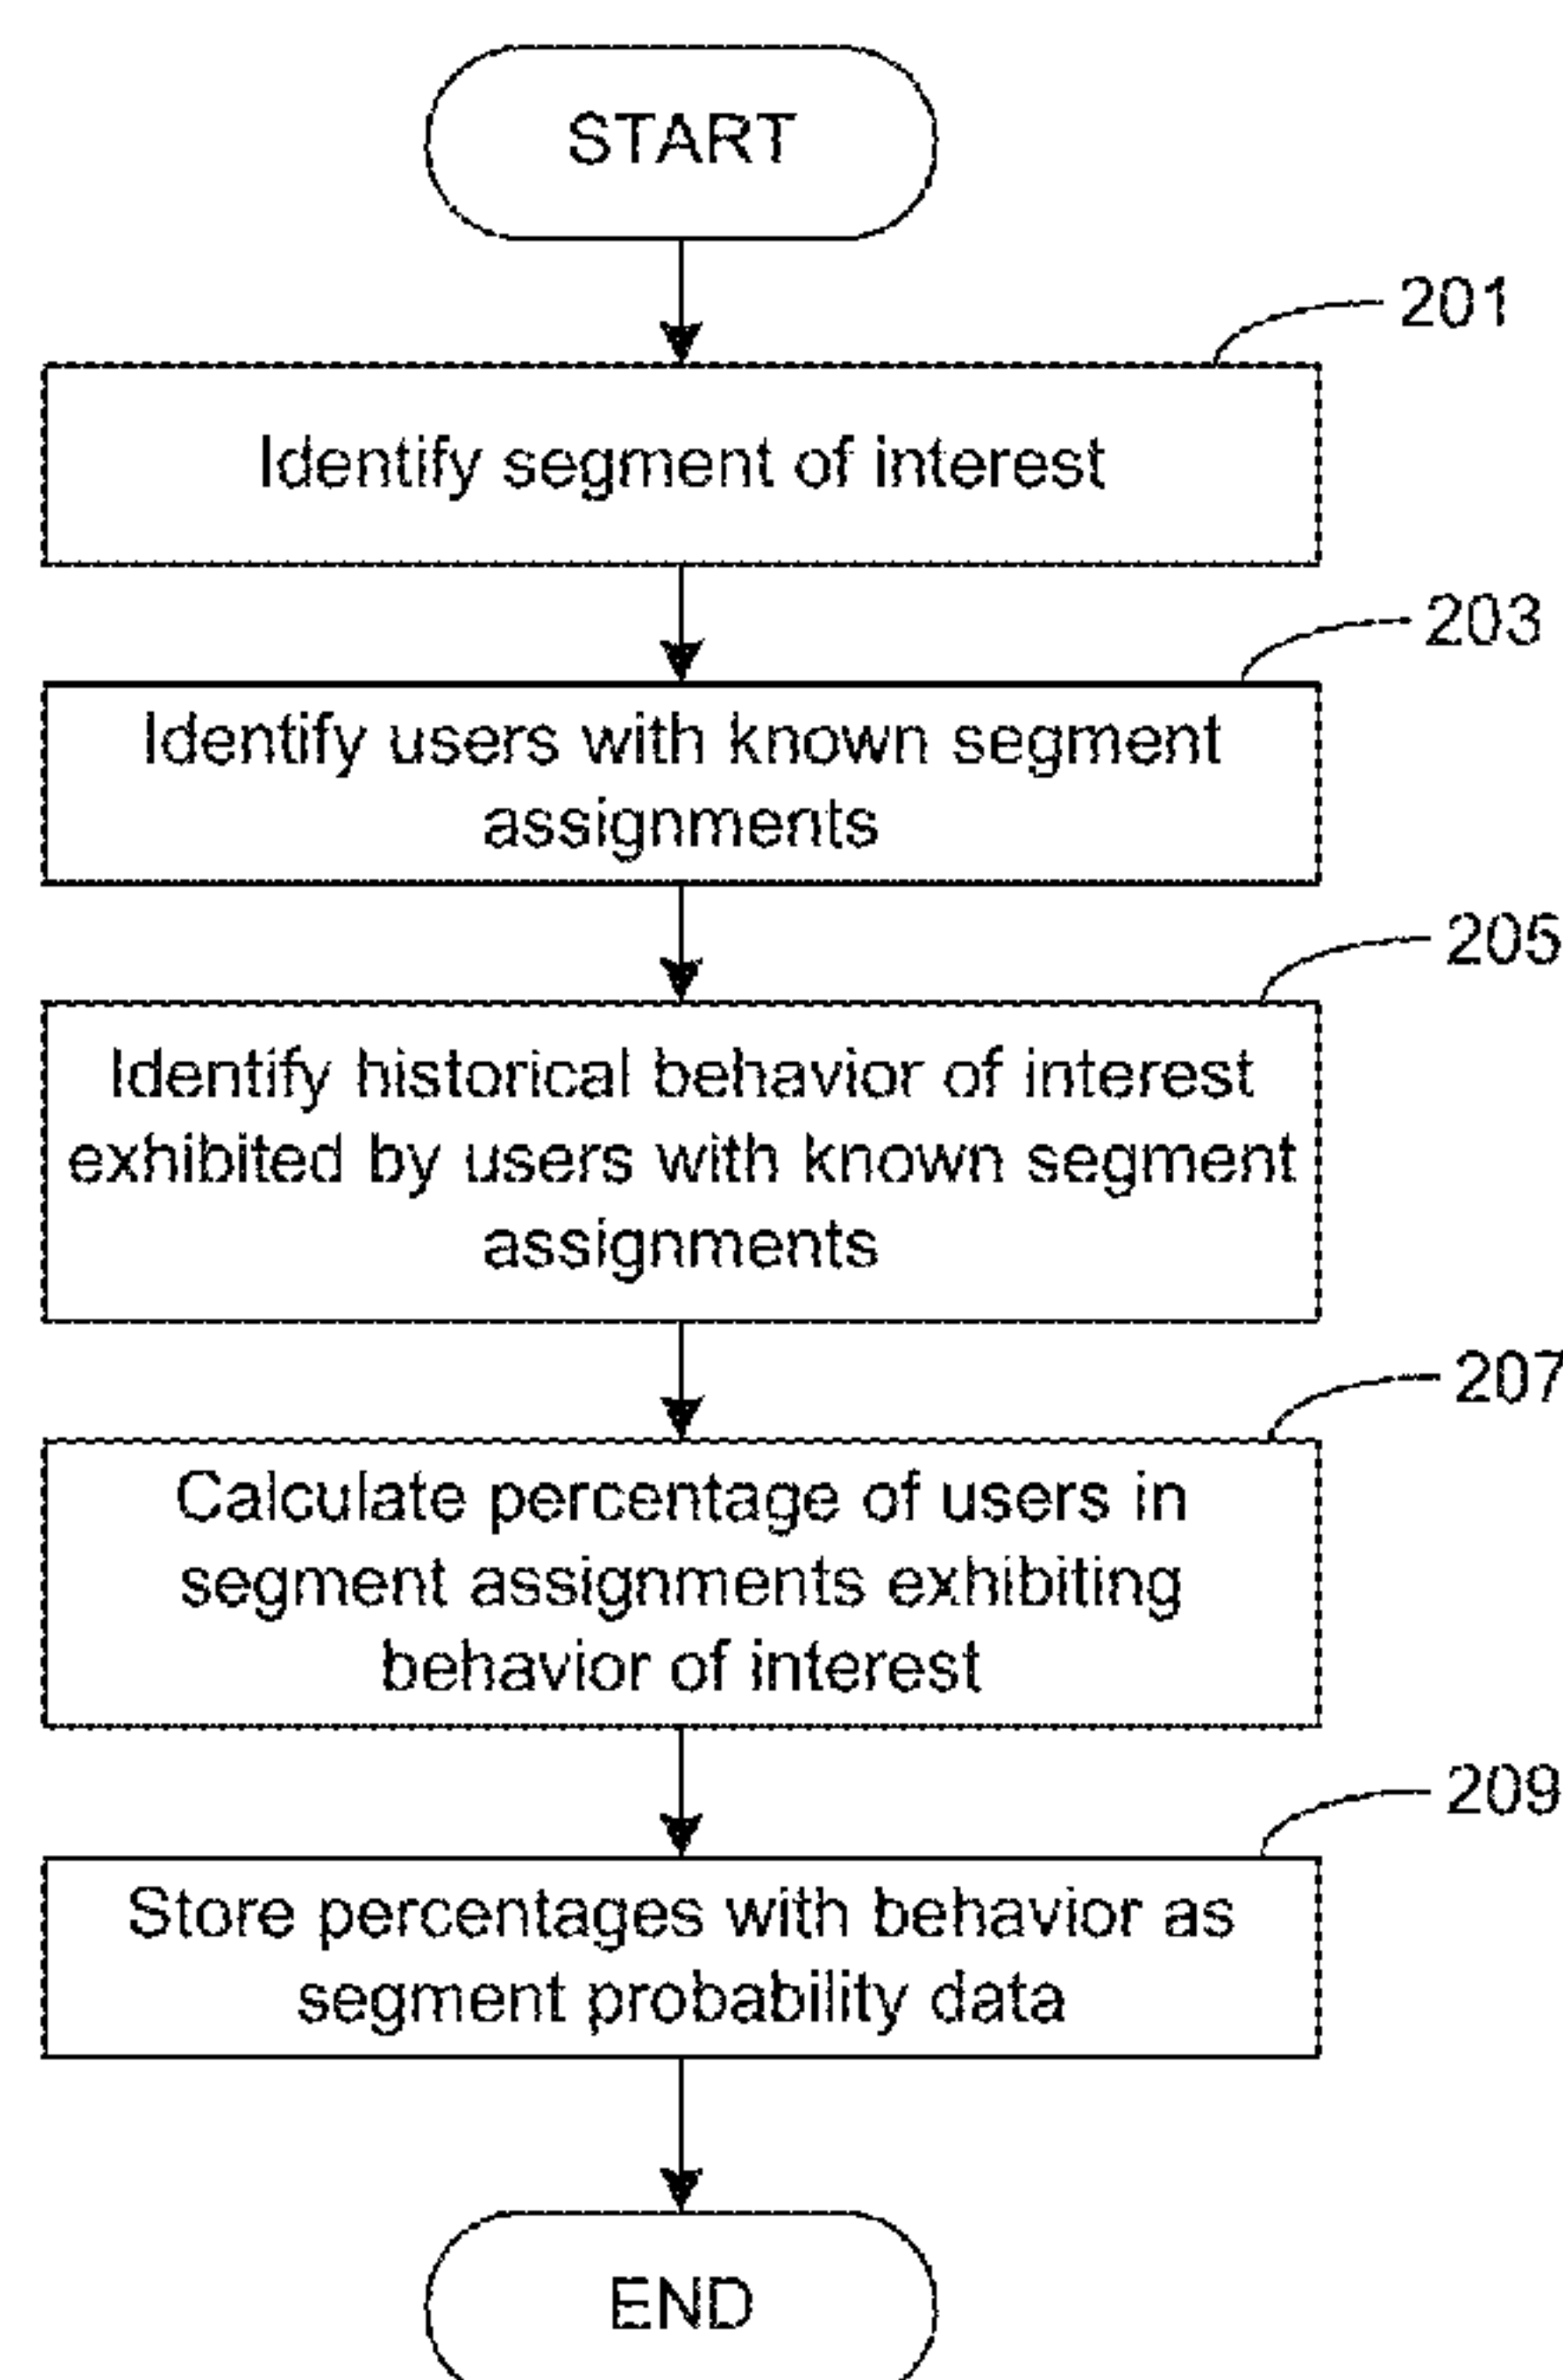 START
201
Identify segment of interest
203
Identify users with known segment
assignments
205
Identify historical behavior of interest
exhibited by users with known segment
assignments
207
Calculate percentage of users in
segment assignments exhibiting
behavior of interest
209
Store percentages with behavior as
segment probability data
END